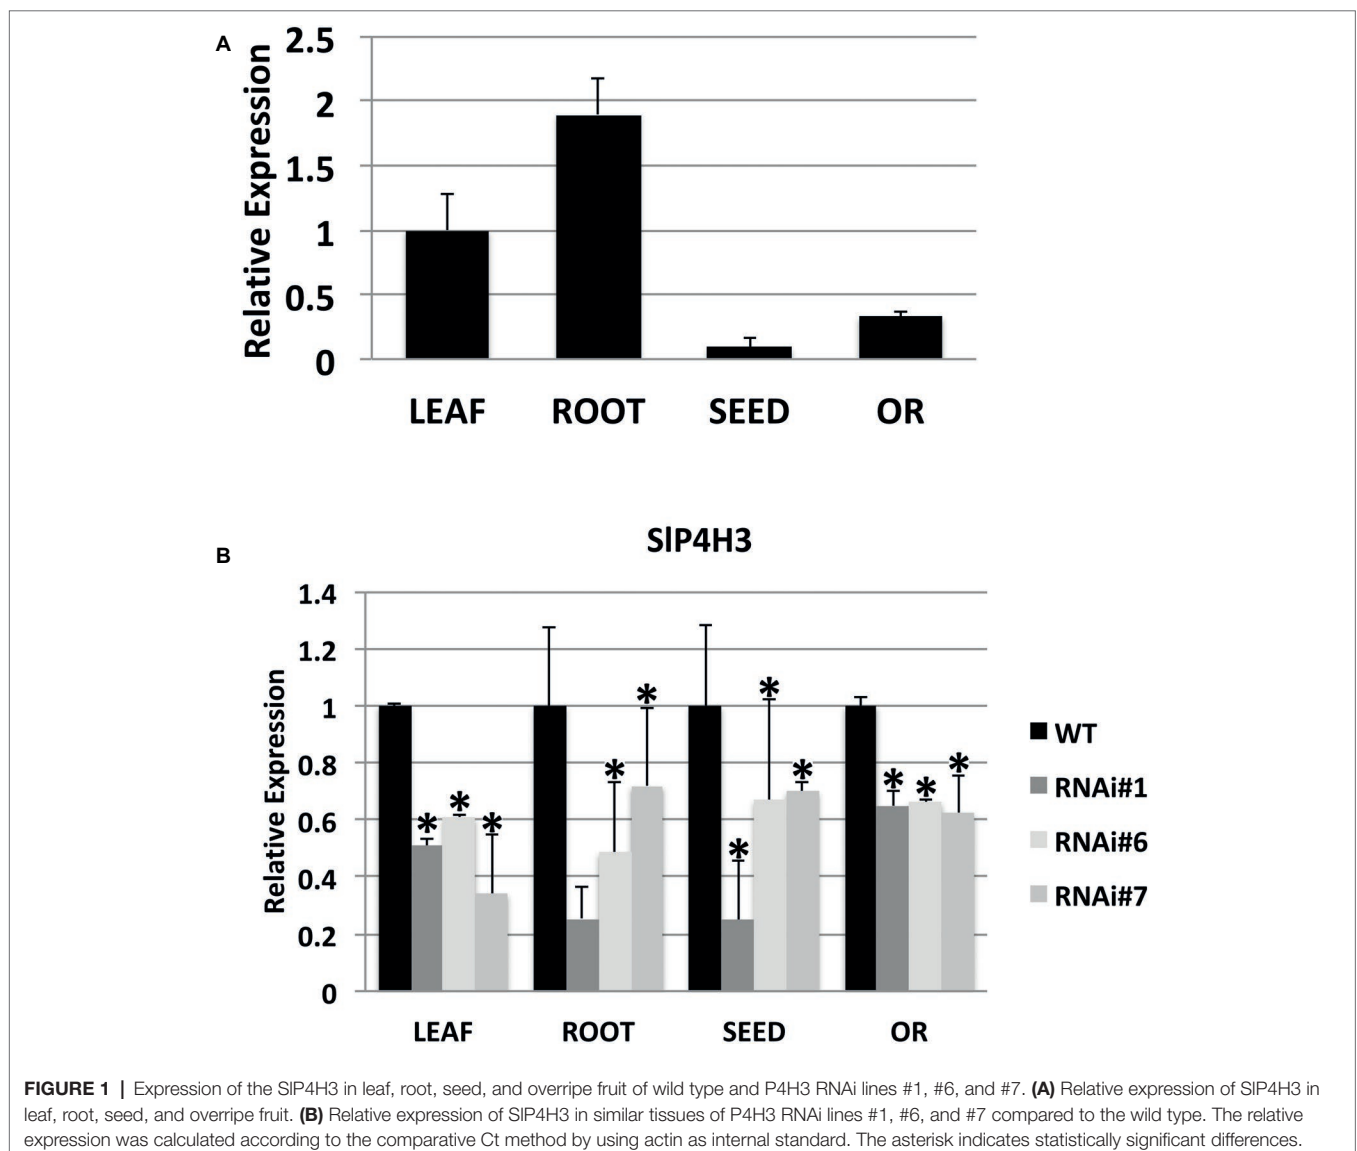 A
2.5
2
1.5
1
0.5
0
Relative Expression
LEAF ROOT SEED OR
B
SlP4H3
1.4
1.2
1
0.8
0.6
0.4
0.2
0
Relative Expression
* * * * * * * * * * *
LEAF ROOT SEED OR
WT
RNAi#1
RNAi#6
RNAi#7
FIGURE 1 | Expression of the SlP4H3 in leaf, root, seed, and overripe fruit of wild type and P4H3 RNAi lines #1, #6, and #7. (A) Relative expression of SlP4H3 in
leaf, root, seed, and overripe fruit. (B) Relative expression of SlP4H3 in similar tissues of P4H3 RNAi lines #1, #6, and #7 compared to the wild type. The relative
expression was calculated according to the comparative Ct method by using actin as internal standard. The asterisk indicates statistically significant differences.